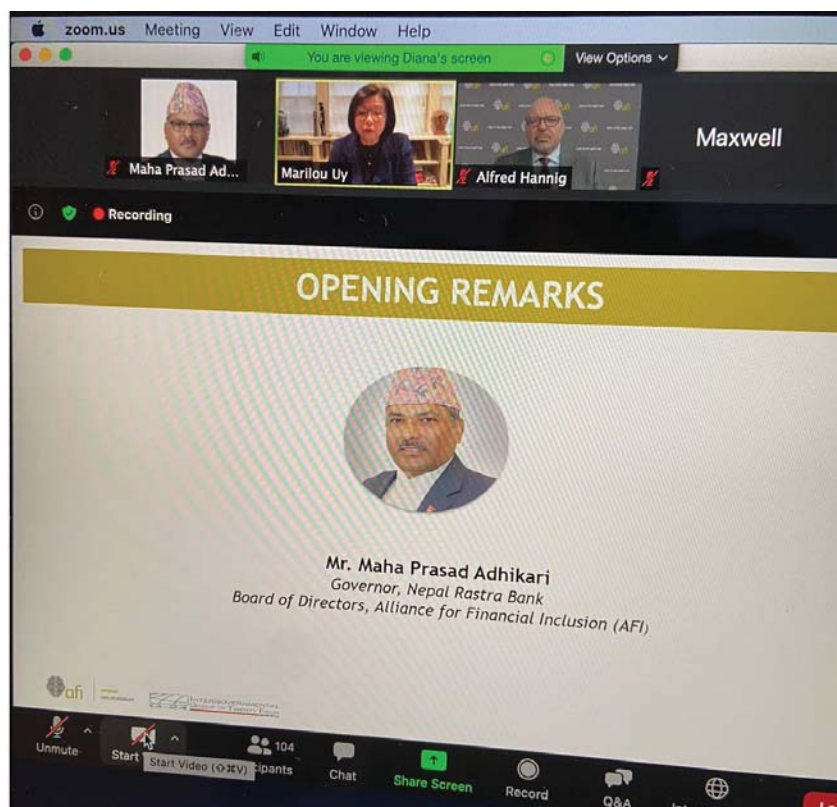 zoom.us Meeting View Edit Window Help
You are viewing Diana's screen View Options
Maha Prasad Ad...
Marilou Uy
Alfred Hannig
Maxwell
Recording
OPENING REMARKS
Mr. Maha Prasad Adhikari
Governor, Nepal Rastra Bank
Board of Directors, Alliance for Financial Inclusion (AFI)
afi
INTERGOVERNMENTAL
Unmute
Start
Start Video (⇧⌘V)
104
cipants
Chat
Share Screen
Record
Q&A